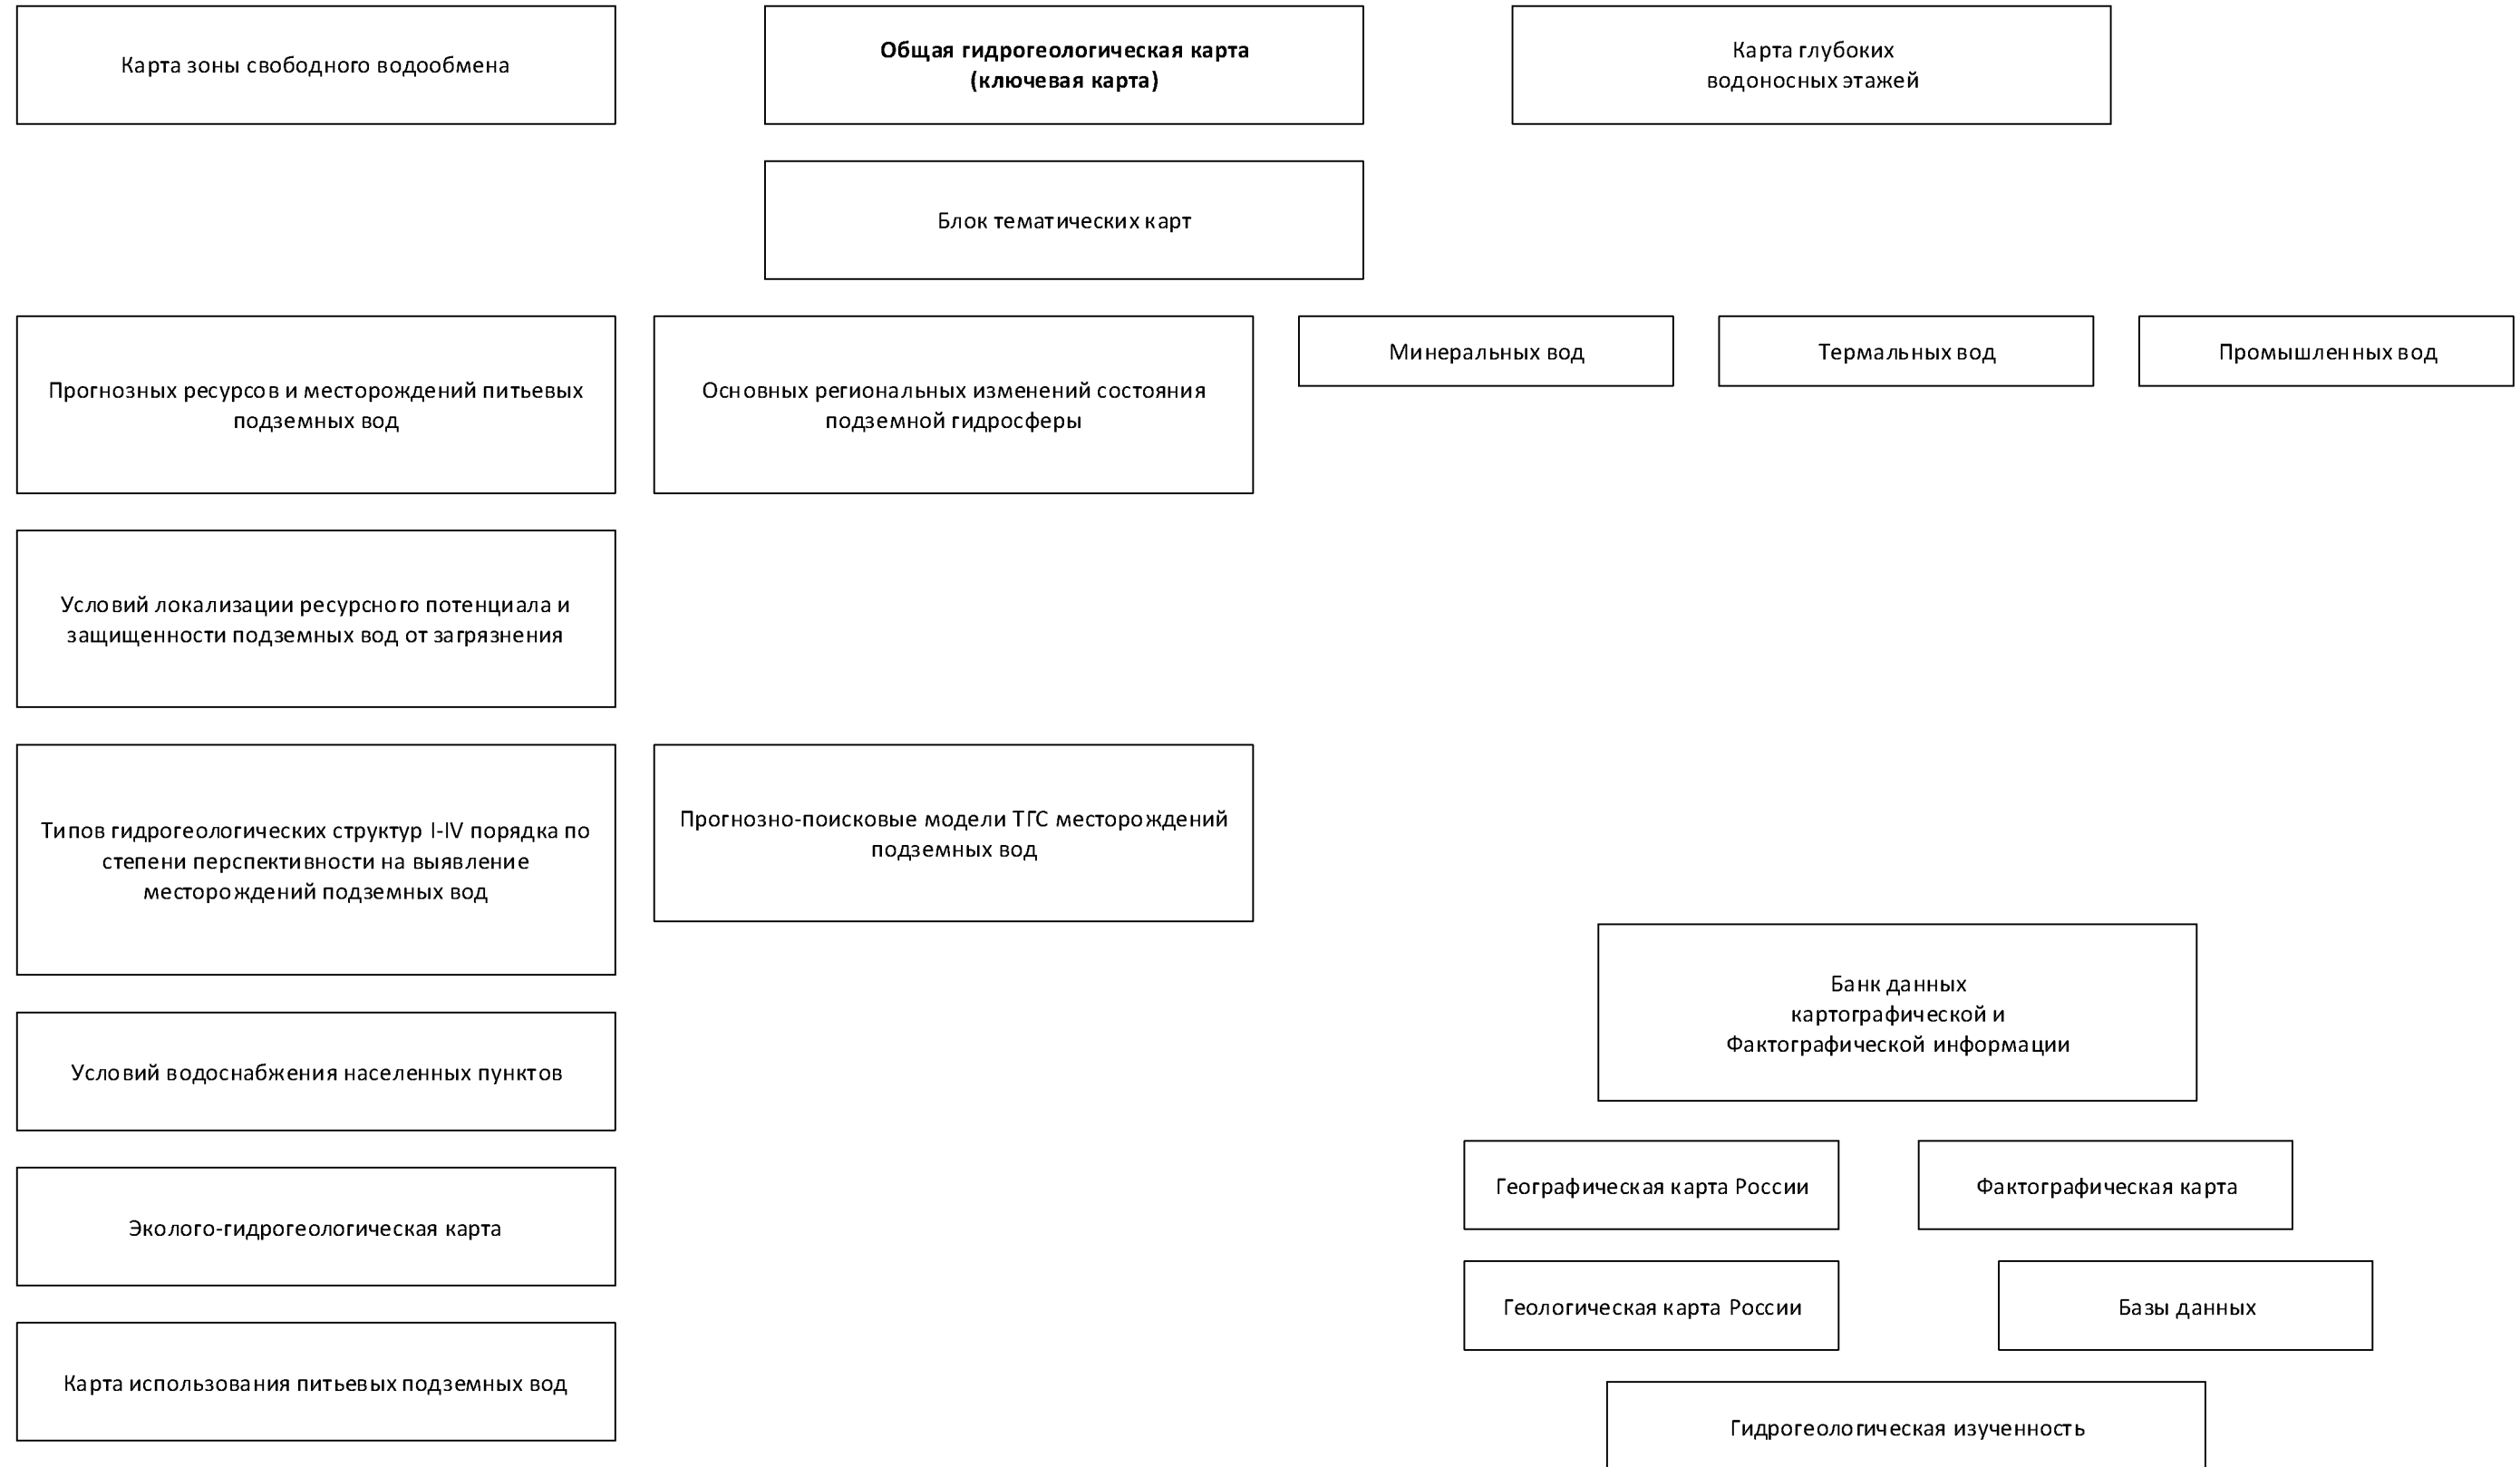 Карта зоны свободного водообмена
Общая гидрогеологическая карта
(ключевая карта)
Карта глубоких
водоносных этажей
Блок тематических карт
Прогнозных ресурсов и месторождений питьевых
подземных вод
Основных региональных изменений состояния
подземной гидросферы
Минеральных вод
Термальных вод
Промышленных вод
Условий локализации ресурсного потенциала и
защищенности подземных вод от загрязнения
Типов гидрогеологических структур I-IV порядка по
степени перспективности на выявление
месторождений подземных вод
Прогнозно-поисковые модели ТГС месторождений
подземных вод
Банк данных
картографической и
Фактографической информации
Условий водоснабжения населенных пунктов
Географическая карта России
Фактографическая карта
Эколого-гидрогеологическая карта
Геологическая карта России
Базы данных
Карта использования питьевых подземных вод
Гидрогеологическая изученность